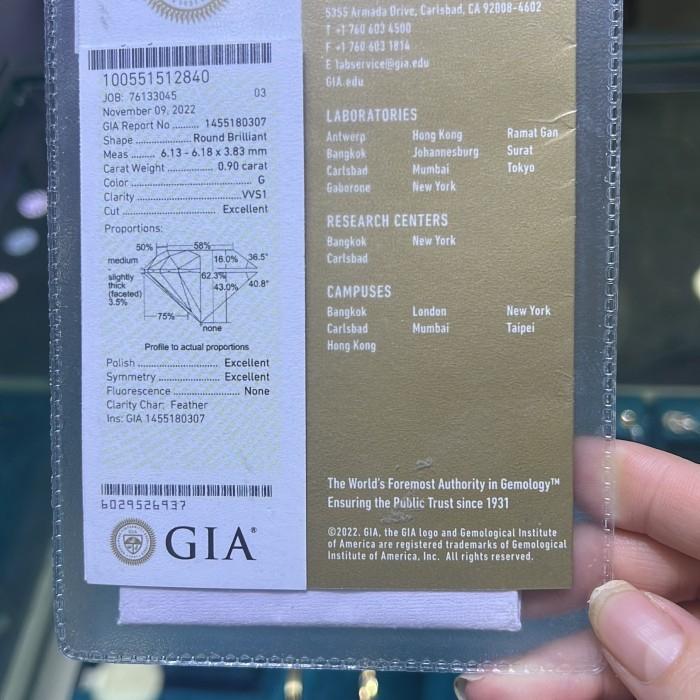 100551512840
JOB: 76133045 03
November 09, 2022
GIA Report No .......... 1455180307
Shape .................... Round Brilliant
Meas ........ 6.13 - 6.18 x 3.83 mm
Carat Weight ................ 0.90 carat
Color ........................................ G
Clarity ................................. VVS1
Cut ............................... Excellent
Proportions:
50% 58%
medium 16.0% 36.5°
slightly thick (faceted) 3.5% 62.3% 43.0% 40.8°
75%
none
Profile to actual proportions
Polish ........................... Excellent
Symmetry ..................... Excellent
Fluorescence ...................... None
Clarity Char: Feather
Ins: GIA 1455180307
6029526937
GIA®
5355 Armada Drive, Carlsbad, CA 92008-4602
T +1 760 603 4500
F +1 760 603 1814
E labservice@gia.edu
GIA.edu
LABORATORIES
Antwerp Hong Kong Ramat Gan
Bangkok Johannesburg Surat
Carlsbad Mumbai Tokyo
Gaborone New York
RESEARCH CENTERS
Bangkok New York
Carlsbad
CAMPUSES
Bangkok London New York
Carlsbad Mumbai Taipei
Hong Kong
The World's Foremost Authority in Gemology™
Ensuring the Public Trust since 1931
©2022. GIA, the GIA logo and Gemological Institute
of America are registered trademarks of Gemological
Institute of America, Inc. All rights reserved.